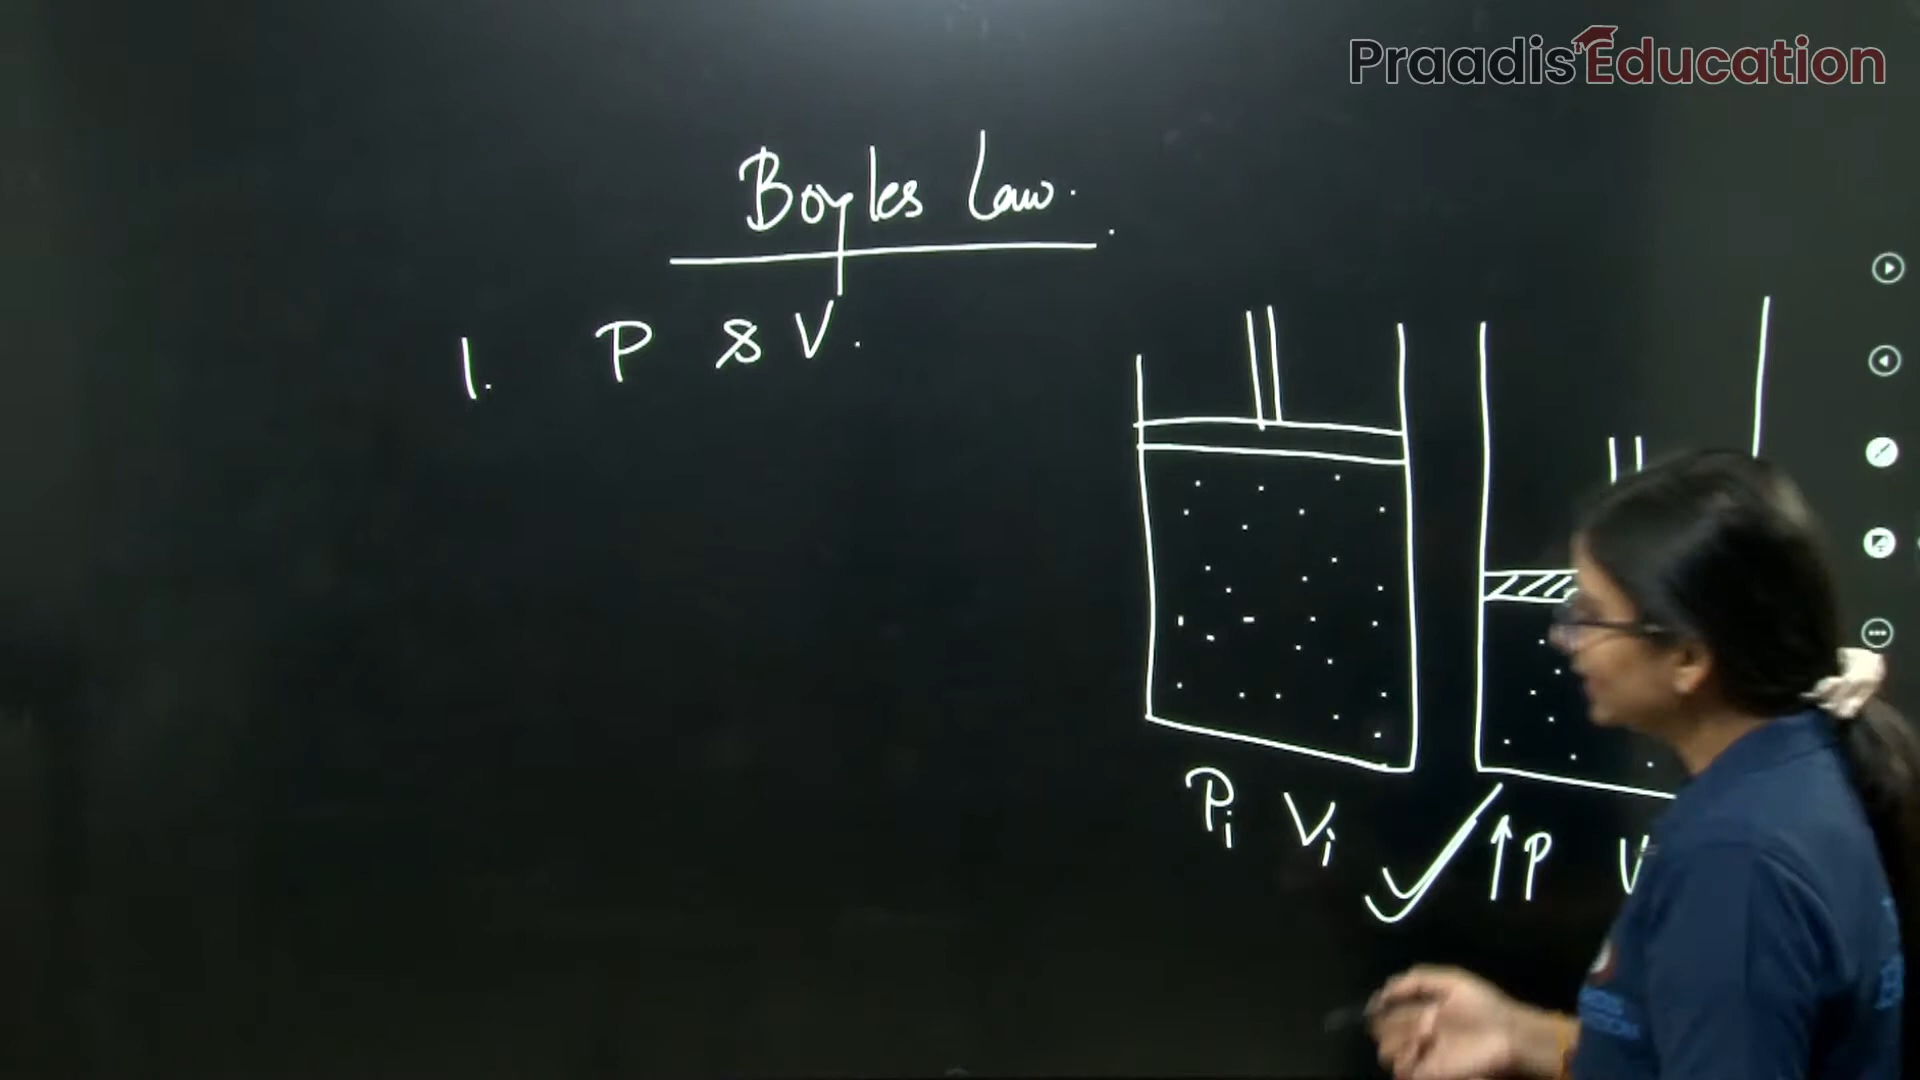 Praadis Education
Boyles Law.
1. P & V.
Pi Vi
↑P V